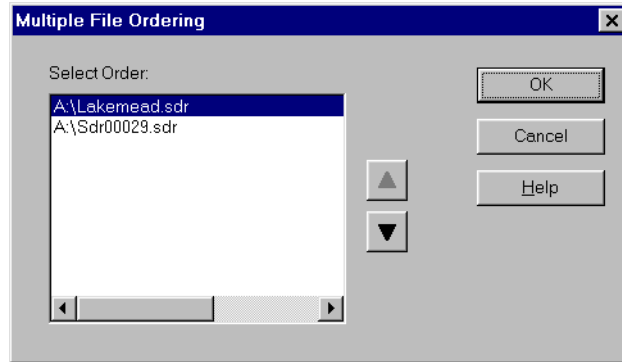 Multiple File Ordering
Select Order:
A:\Lakemead.sdr
A:\Sdr00029.sdr
OK
Cancel
Help